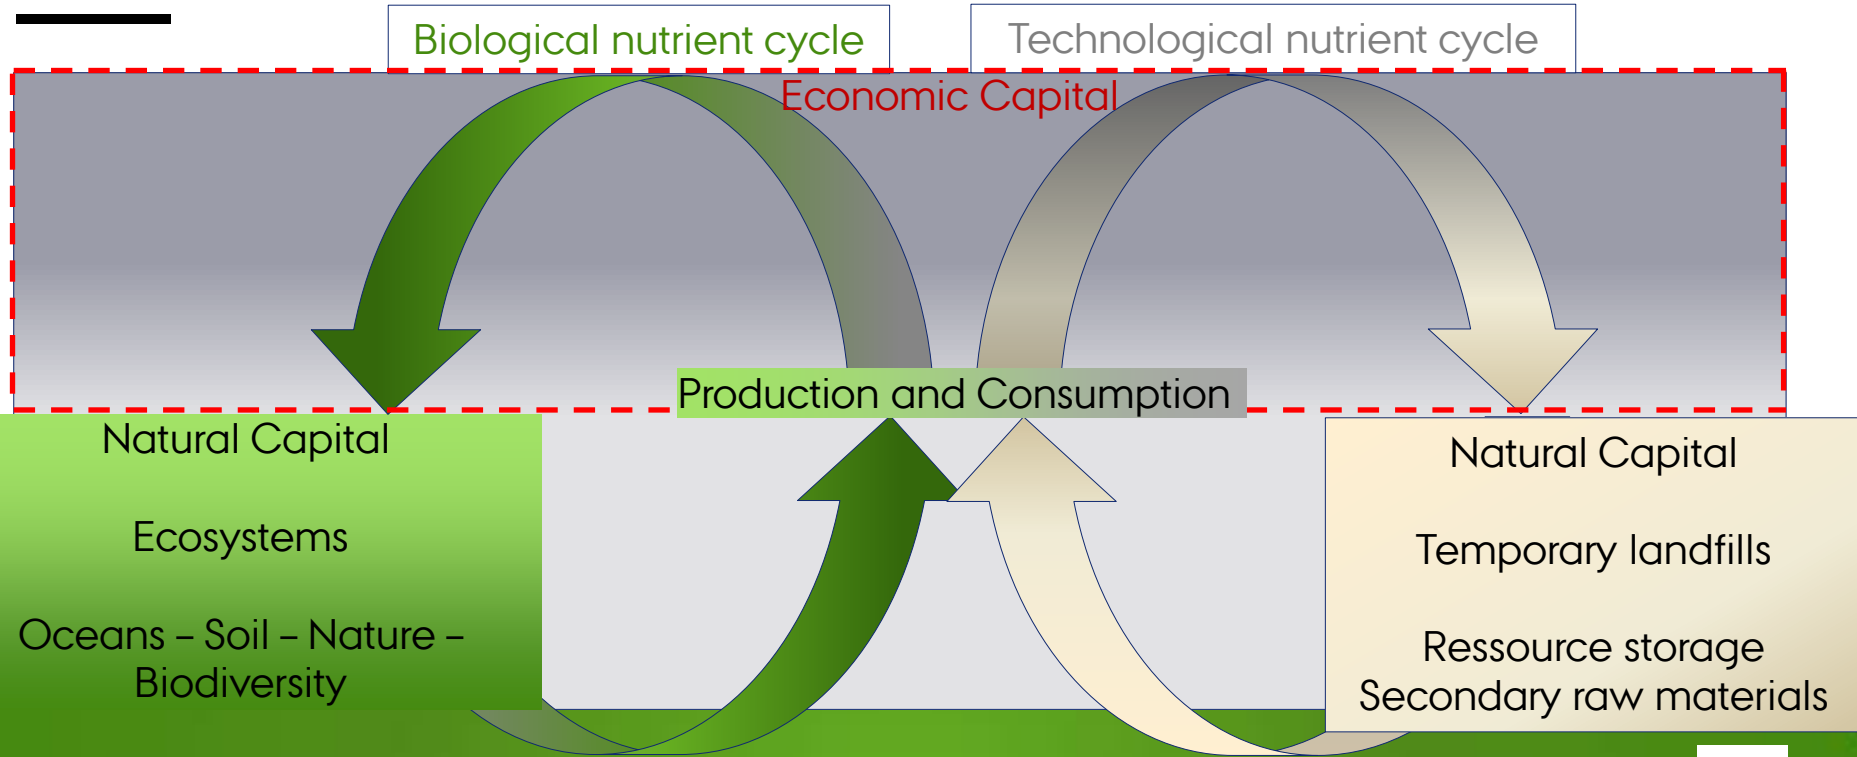 Biological nutrient cycle
Technological nutrient cycle
Economic Capital
Production and Consumption
Natural Capital
Ecosystems
Oceans – Soil – Nature –
Biodiversity
Natural Capital
Temporary landfills
Ressource storage
Secondary raw materials